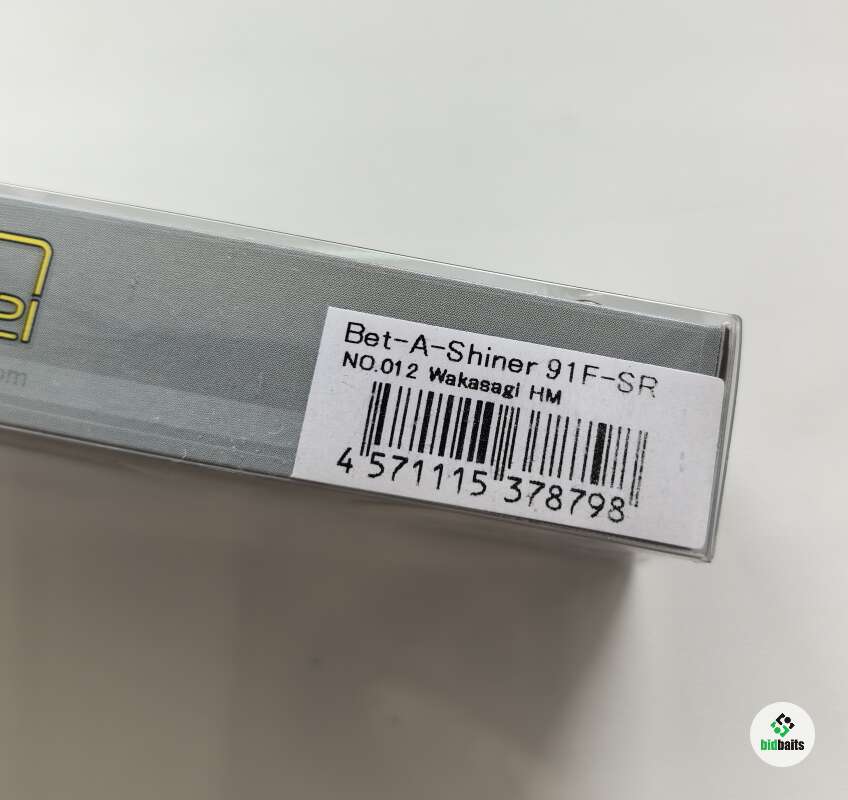 Bet-A-Shiner 91F-SR
NO.012 Wakasagi HM
4 571115 378798
bidbaits